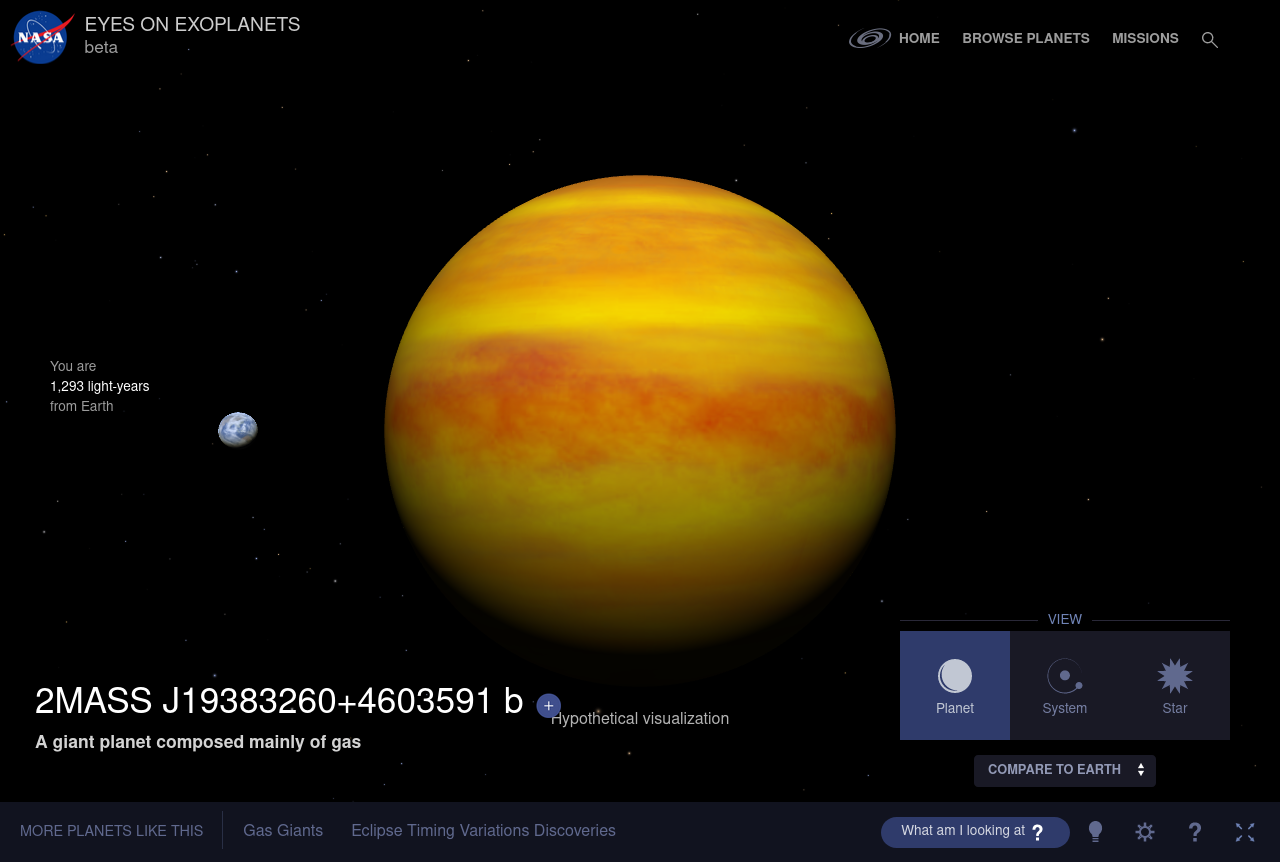 NASA
EYES ON EXOPLANETS
beta
HOME
BROWSE PLANETS
MISSIONS
You are
1,293 light-years
from Earth
VIEW
Planet
System
Star
2MASS J19383260+4603591 b
+
Hypothetical visualization
A giant planet composed mainly of gas
COMPARE TO EARTH
MORE PLANETS LIKE THIS
Gas Giants
Eclipse Timing Variations Discoveries
What am I looking at ?
?